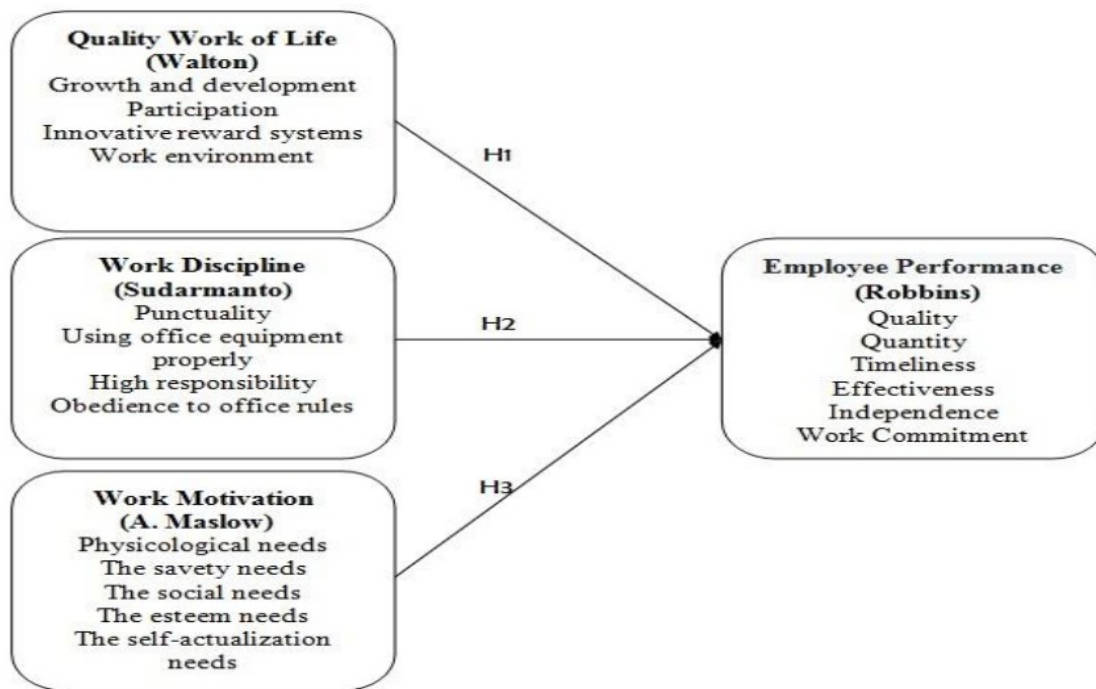 Quality Work of Life
(Walton)
Growth and development
Participation
Innovative reward systems
Work environment
H1
Work Discipline
(Sudarmanto)
Punctuality
Using office equipment
properly
High responsibility
Obedience to office rules
H2
Employee Performance
(Robbins)
Quality
Quantity
Timeliness
Effectiveness
Independence
Work Commitment
Work Motivation
(A. Maslow)
Physicological needs
The savety needs
The social needs
The esteem needs
The self-actualization
needs
H3